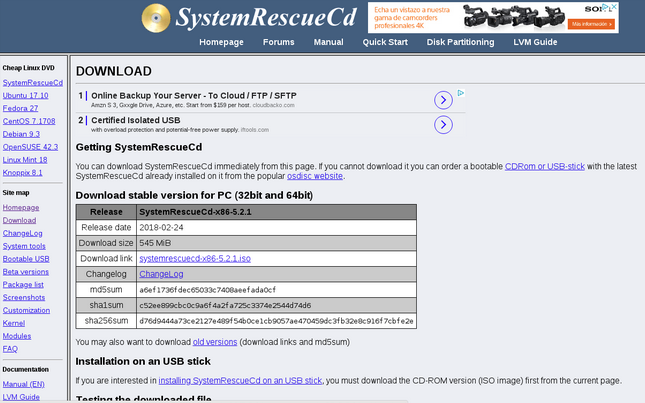 SystemRescueCd
Echa un vistazo a nuestra
gama de camcorders
profesionales 4K
Más información »
Homepage Forums Manual Quick Start Disk Partitioning LVM Guide
Cheap Linux DVD
SystemRescueCd
Ubuntu 17.10
Fedora 27
CentOS 7.1708
Debian 9.3
OpenSUSE 42.3
Linux Mint 18
Knoppix 8.1
Site map
Homepage
Download
ChangeLog
System tools
Bootable USB
Beta versions
Package list
Screenshots
Customization
Kernel
Modules
FAQ
Documentation
Manual (EN)
LVM Guide
DOWNLOAD
1 Online Backup Your Server - To Cloud / FTP / SFTP
Amzn S 3, Google Drive, Azure, etc. Start from $159 per host. cloudbacko.com
2 Certified Isolated USB
with overload protection and potential-free power supply. iftools.com
Getting SystemRescueCd
You can download SystemRescueCd immediately from this page. If you cannot download it you can order a bootable CDRom or USB-stick with the latest
SystemRescueCd already installed on it from the popular osdisc website.
Download stable version for PC (32bit and 64bit)
Release SystemRescueCd-x86-5.2.1
Release date 2018-02-24
Download size 545 MiB
Download link systemrescuecd-x86-5.2.1.iso
Changelog ChangeLog
md5sum a6ef1736fdec65033c7408aeefada0cf
sha1sum c52ee899cbc0c9a6f4a2fa725c3374e2544d74d6
sha256sum d76d9444a73ce2127e489f54b0ce1cb9057ae470459dc3fb32e8c916f7cbfe2e
You may also want to download old versions (download links and md5sum)
Installation on an USB stick
If you are interested in installing SystemRescueCd on an USB stick, you must download the CD-ROM version (ISO image) first from the current page.
Testing the downloaded file